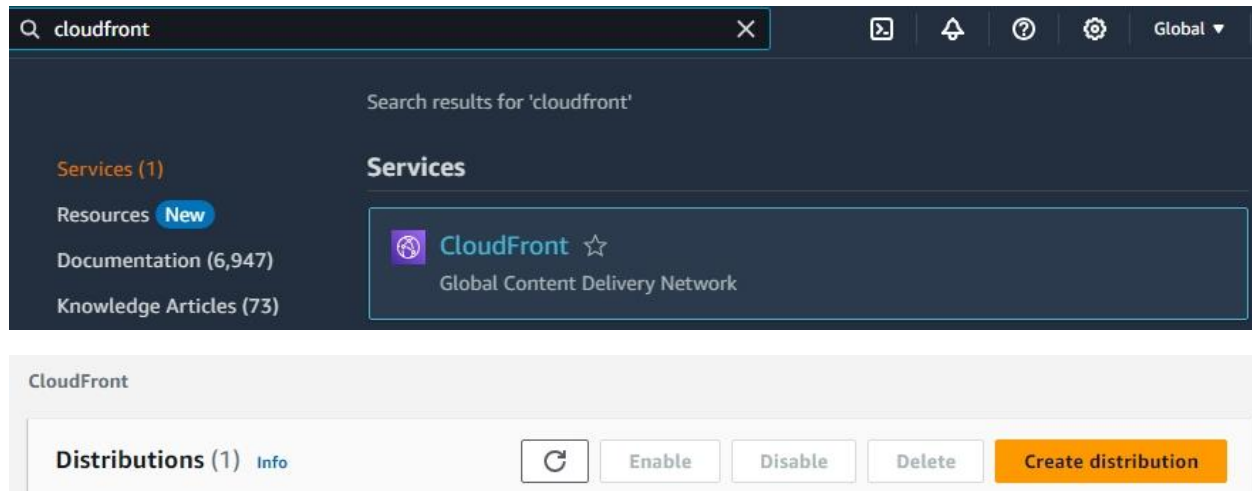 cloudfront Global
Search results for 'cloudfront'
Services (1)
Services
Resources New
CloudFront
Documentation (6,947)
Global Content Delivery Network
Knowledge Articles (73)
CloudFront
Distributions (1) Info Enable Disable Delete Create distribution